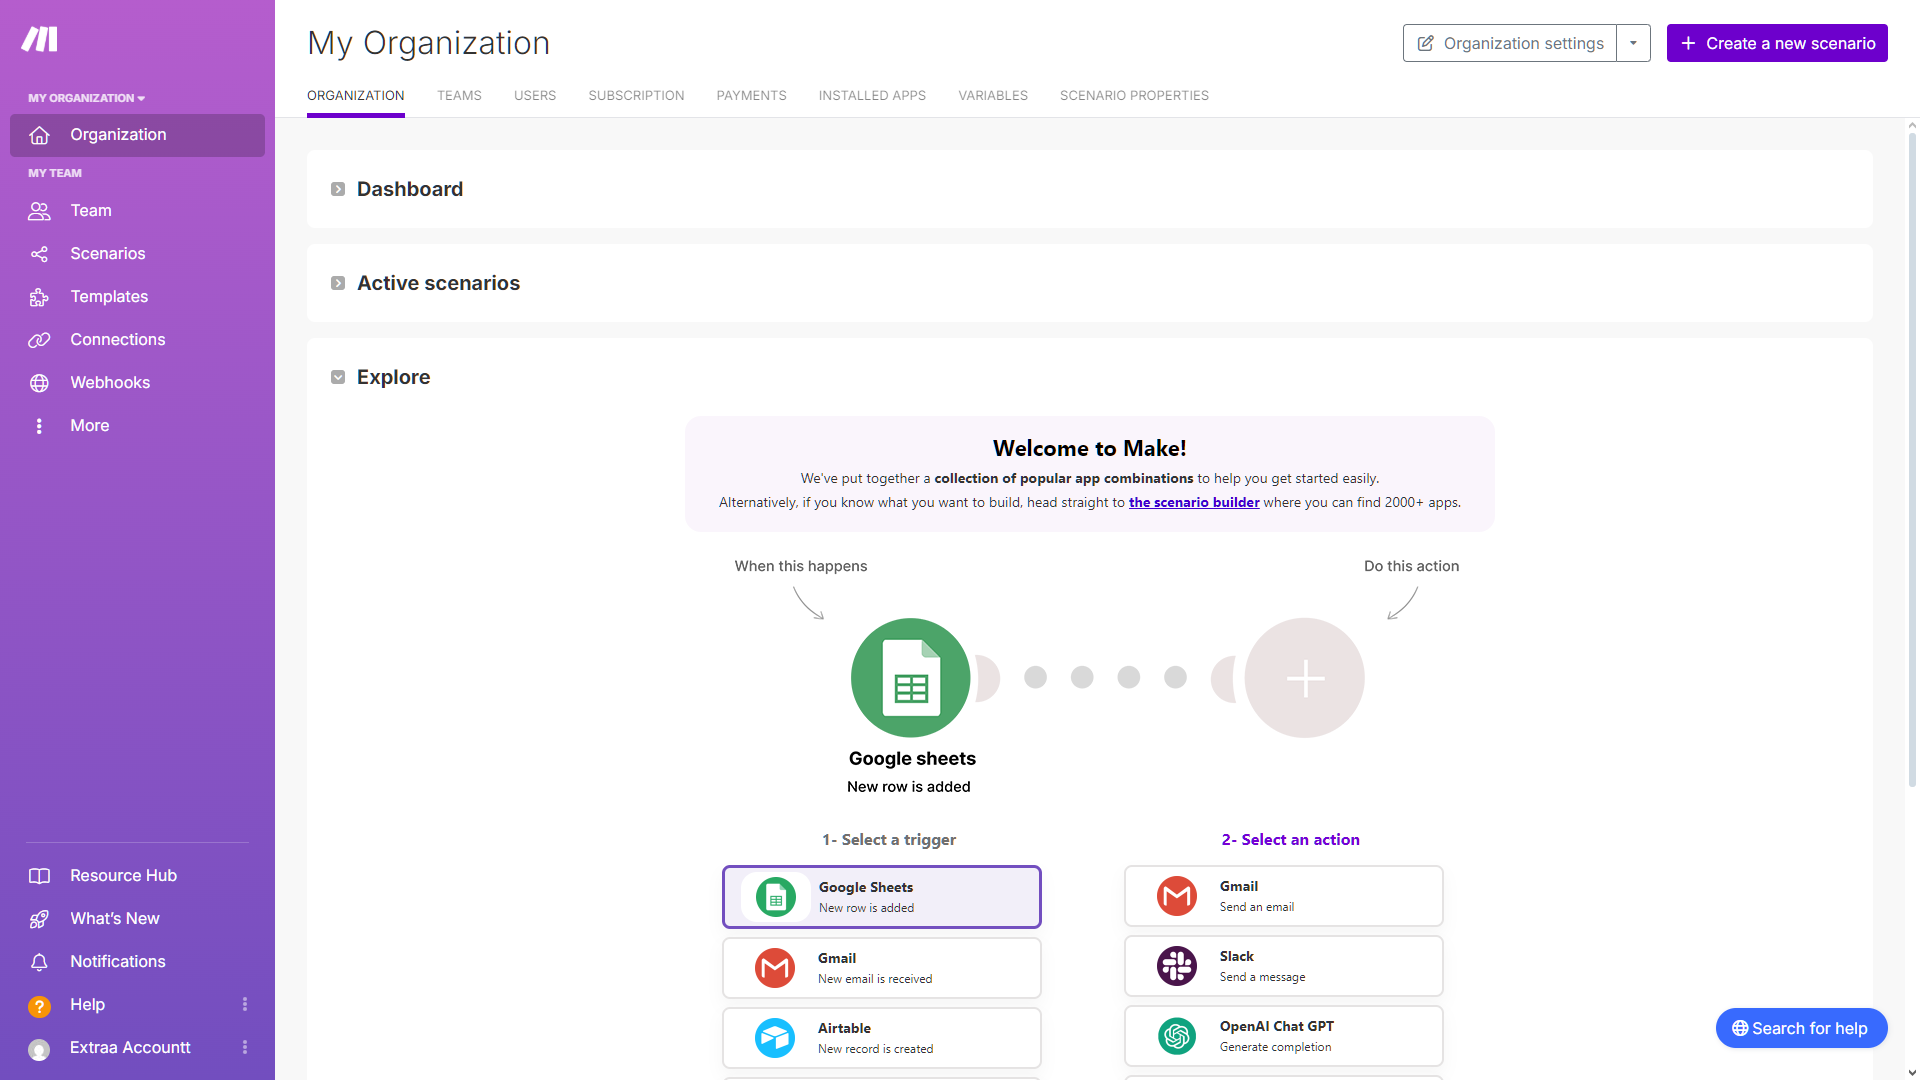 My Organization
Organization settings
Create a new scenario
MY ORGANIZATION
Organization
MY TEAM
Team
Scenarios
Templates
Connections
Webhooks
More
Resource Hub
What's New
Notifications
? Help
Extraa Accountt
ORGANIZATION TEAMS USERS SUBSCRIPTION PAYMENTS INSTALLED APPS VARIABLES SCENARIO PROPERTIES
Dashboard
Active scenarios
Explore
Welcome to Make!
We've put together a collection of popular app combinations to help you get started easily.
Alternatively, if you know what you want to build, head straight to the scenario builder where you can find 2000+ apps.
When this happens
Do this action
Google sheets
New row is added
1- Select a trigger
Google Sheets
New row is added
Gmail
New email is received
Airtable
New record is created
2- Select an action
Gmail
Send an email
Slack
Send a message
OpenAI Chat GPT
Generate completion
Search for help